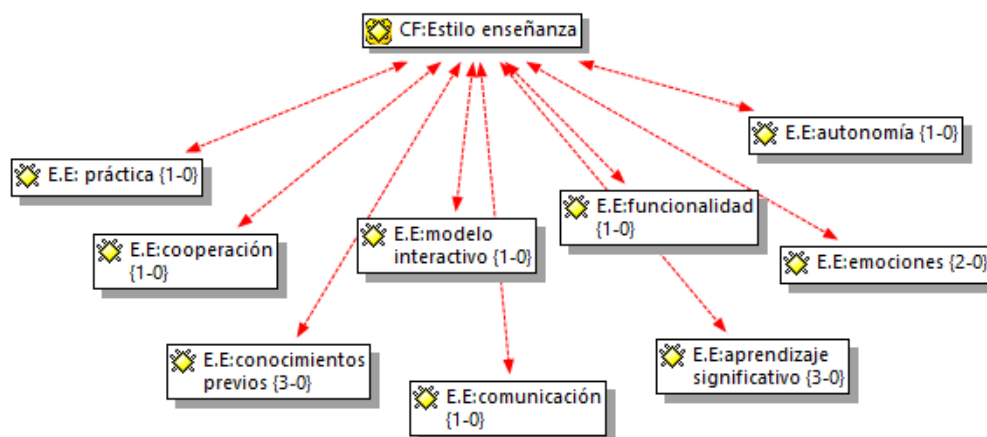 CF:Estilo enseñanza
E.E:autonomía {1-0}
E.E: práctica {1-0}
E.E:funcionalidad
{1-0}
E.E:modelo
interactivo {1-0}
E.E:cooperación
{1-0}
E.E:emociones {2-0}
E.E:conocimientos
previos {3-0}
E.E:aprendizaje
significativo {3-0}
E.E:comunicación
{1-0}